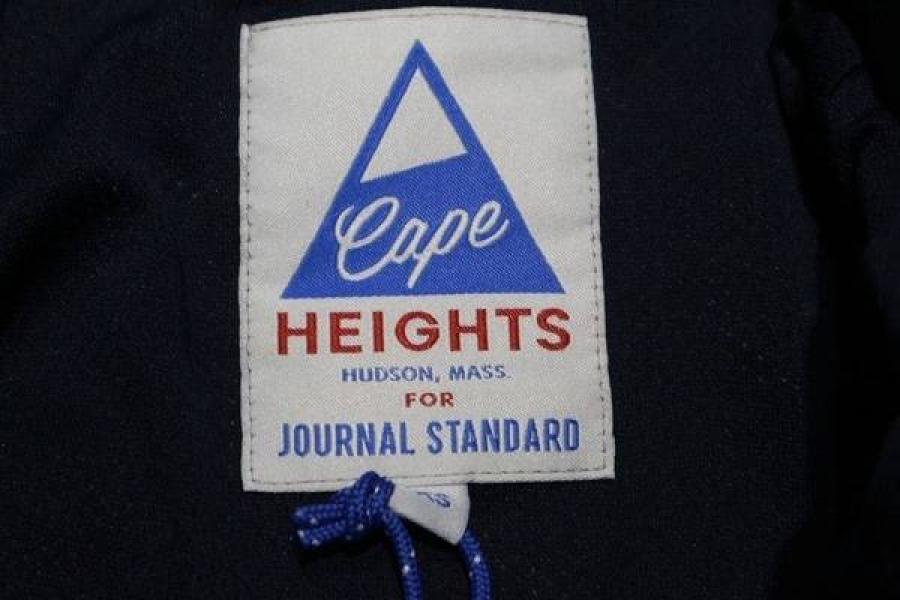 Cape
HEIGHTS
HUDSON, MASS.
FOR
JOURNAL STANDARD